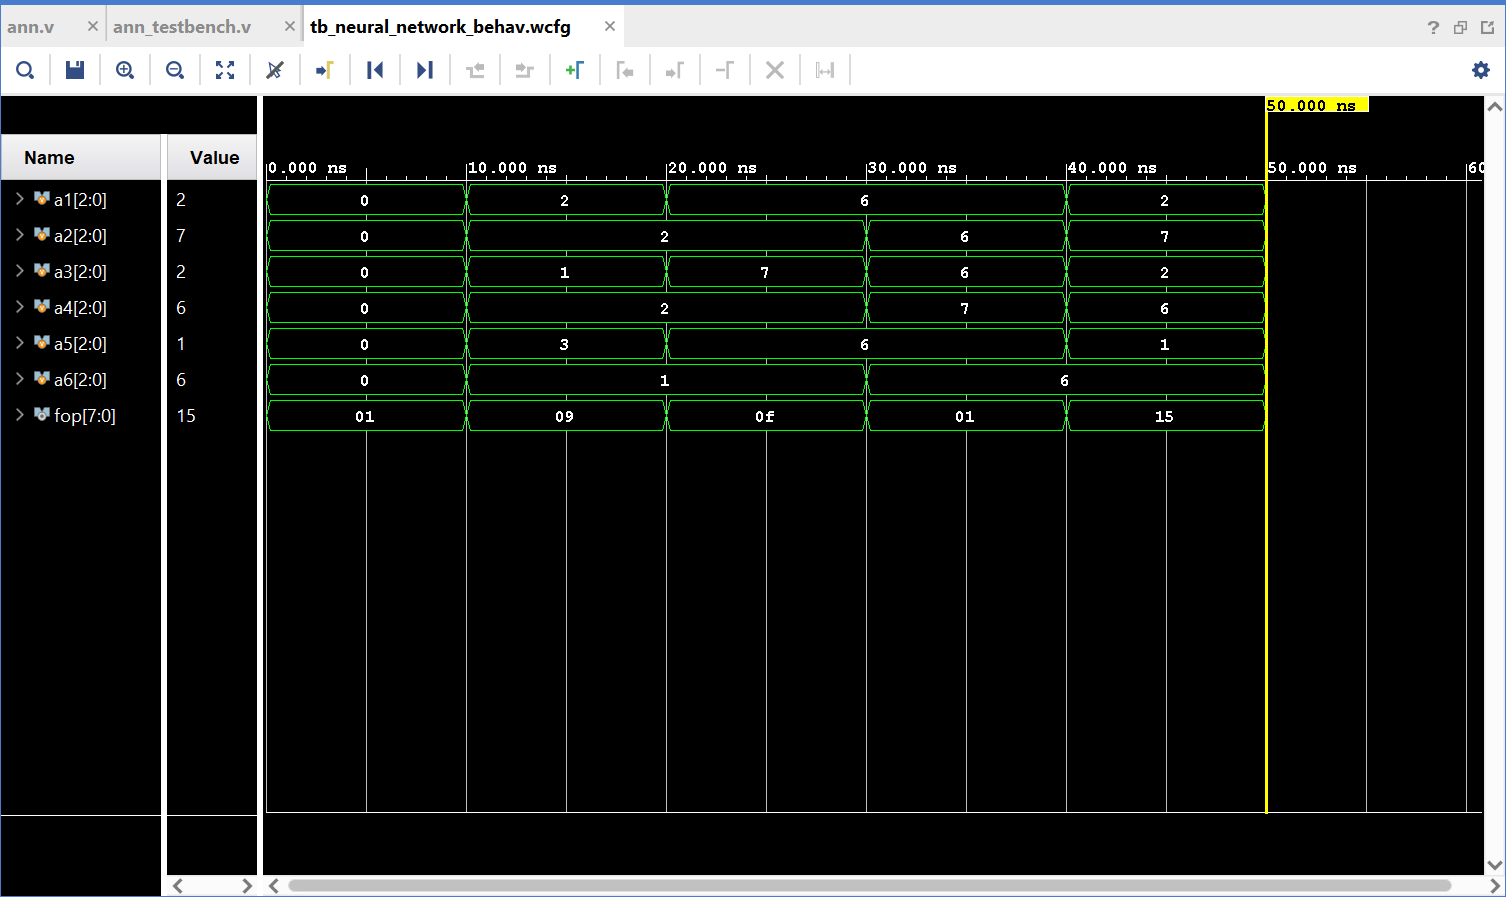 ann.v × ann_testbench.v × tb_neural_network_behav.wcfg × ?
50.000 ns
Name Value 0.000 ns 10.000 ns 20.000 ns 30.000 ns 40.000 ns 50.000 ns 60
a1[2:0] 2 0 2 6 2
a2[2:0] 7 0 2 6 7
a3[2:0] 2 0 1 7 6 2
a4[2:0] 6 0 2 7 6
a5[2:0] 1 0 3 6 1
a6[2:0] 6 0 1 6
fop[7:0] 15 01 09 0f 01 15